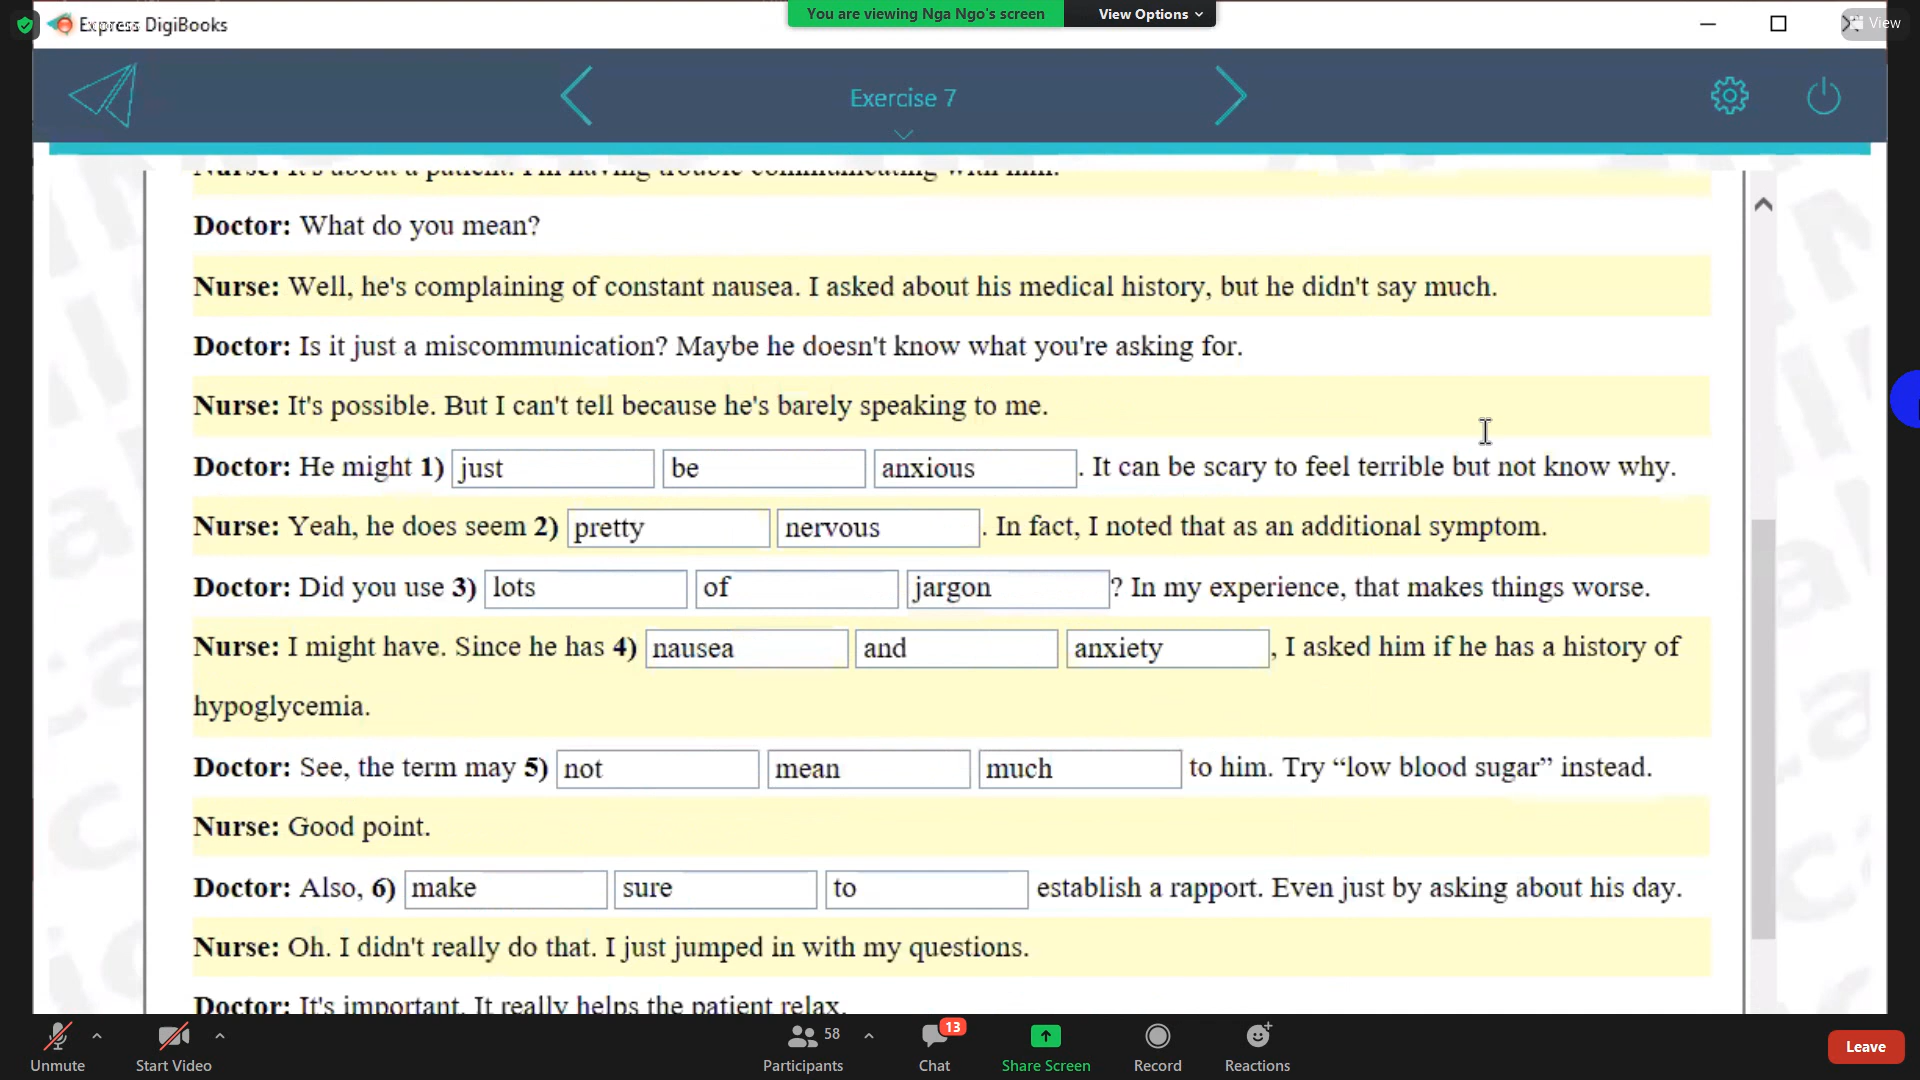 Express DigiBooks
You are viewing Nga Ngo's screen
View Options
View
Exercise 7
Nurse: It's about a patient. I'm having trouble communicating with him.
Doctor: What do you mean?
Nurse: Well, he's complaining of constant nausea. I asked about his medical history, but he didn't say much.
Doctor: Is it just a miscommunication? Maybe he doesn't know what you're asking for.
Nurse: It's possible. But I can't tell because he's barely speaking to me.
Doctor: He might 1) just be anxious . It can be scary to feel terrible but not know why.
Nurse: Yeah, he does seem 2) pretty nervous . In fact, I noted that as an additional symptom.
Doctor: Did you use 3) lots of jargon ? In my experience, that makes things worse.
Nurse: I might have. Since he has 4) nausea and anxiety , I asked him if he has a history of
hypoglycemia.
Doctor: See, the term may 5) not mean much to him. Try “low blood sugar” instead.
Nurse: Good point.
Doctor: Also, 6) make sure to establish a rapport. Even just by asking about his day.
Nurse: Oh. I didn't really do that. I just jumped in with my questions.
Doctor: It's important. It really helps the patient relax.
Unmute
Start Video
58
Participants
13
Chat
Share Screen
Record
Reactions
Leave